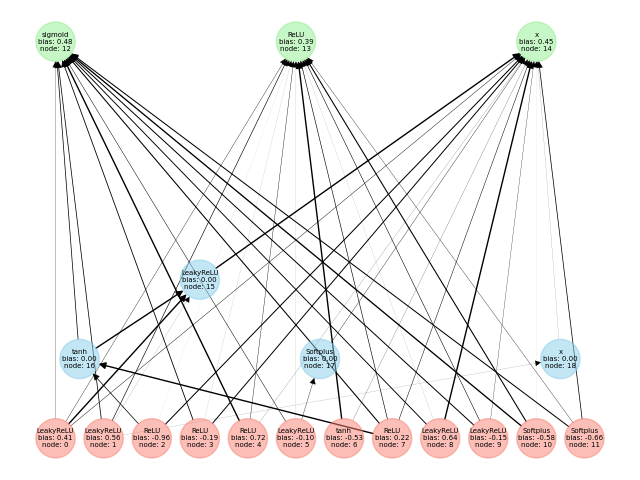 sigmoid
bias: 0.48
node: 12
ReLU
bias: 0.39
node: 13
x
bias: 0.45
node: 14
LeakyReLU
bias: 0.00
node: 15
tanh
bias: 0.00
node: 16
Softplus
bias: 0.00
node: 17
x
bias: 0.00
node: 18
LeakyReLU
bias: 0.41
node: 0
LeakyReLU
bias: 0.56
node: 1
ReLU
bias: -0.96
node: 2
ReLU
bias: -0.19
node: 3
ReLU
bias: 0.72
node: 4
LeakyReLU
bias: -0.10
node: 5
tanh
bias: -0.53
node: 6
ReLU
bias: 0.22
node: 7
LeakyReLU
bias: 0.64
node: 8
LeakyReLU
bias: -0.15
node: 9
Softplus
bias: -0.58
node: 10
Softplus
bias: -0.66
node: 11